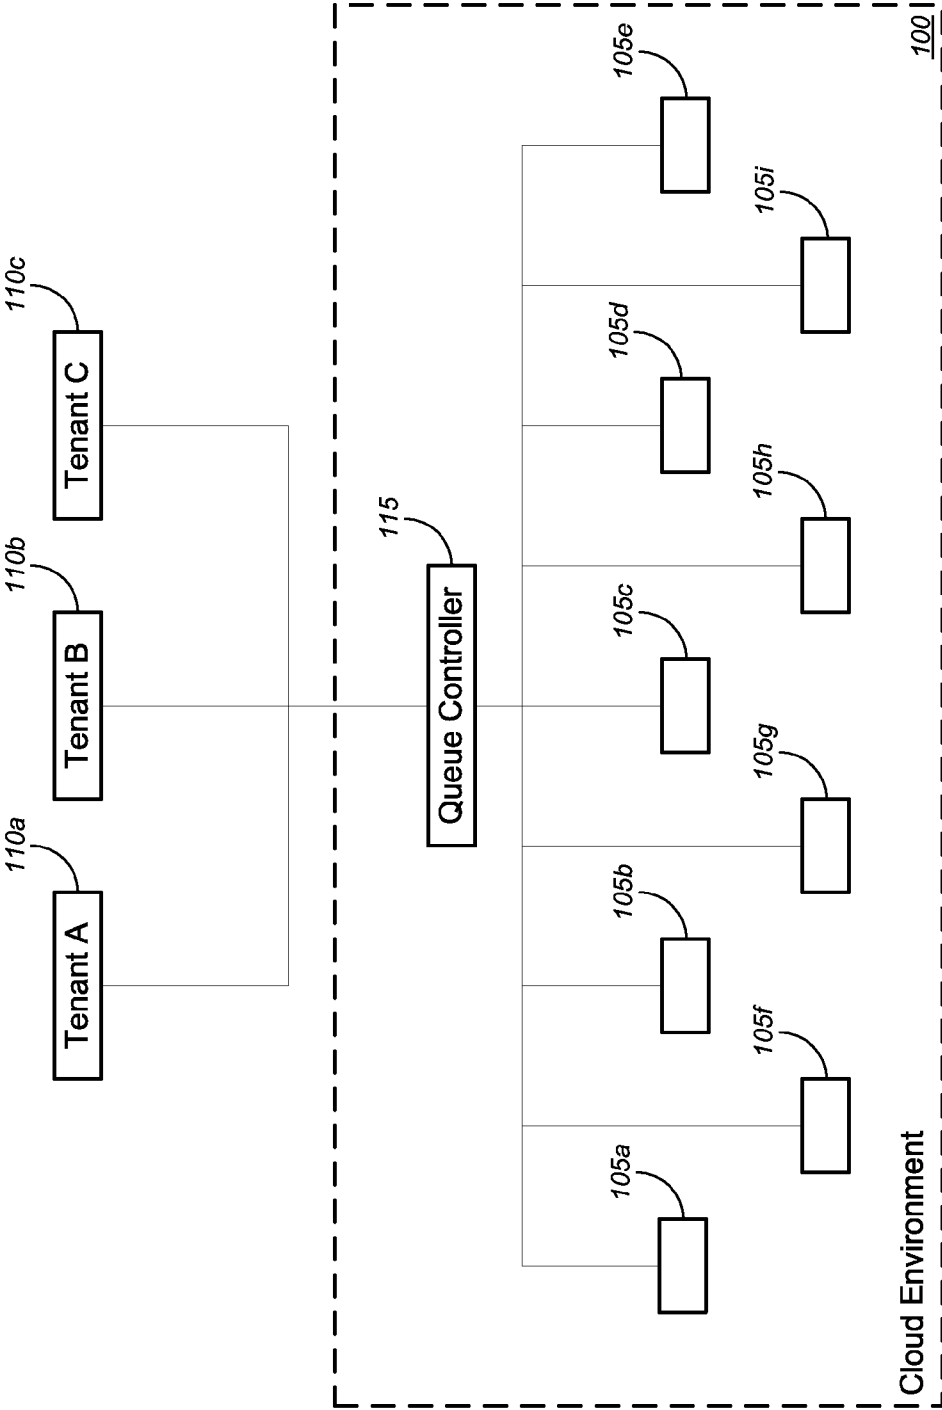 110a
110b
110c
Tenant A
Tenant B
Tenant C
115
Queue Controller
105a
105b
105c
105d
105e
105f
105g
105h
105i
Cloud Environment
100